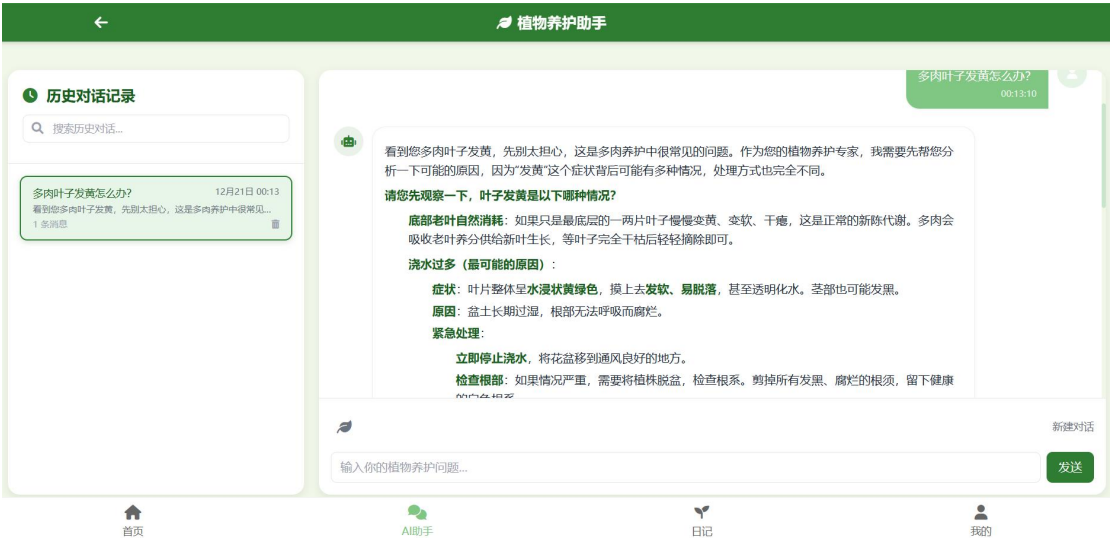 植物养护助手
历史对话记录
搜索历史对话...
多肉叶子发黄怎么办?
12月21日 00:13
看到您多肉叶子发黄，先别太担心，这是多肉养护中很常见...
1 条消息
多肉叶子发黄怎么办?
00:13:10
看到您多肉叶子发黄，先别太担心，这是多肉养护中很常见的问题。作为您的植物养护专家，我需要先帮您分
析一下可能的原因，因为“发黄”这个症状背后可能有多种情况，处理方式也完全不同。
请您先观察一下，叶子发黄是以下哪种情况?
底部老叶自然消耗：如果只是最底层的一两片叶子慢慢变黄、变软、干瘪，这是正常的新陈代谢。多肉会
吸收老叶养分供给新叶生长，等叶子完全干枯后轻轻摘除即可。
浇水过多（最可能的原因）:
症状：叶片整体呈水浸状黄绿色，摸上去发软、易脱落，甚至透明化水。茎部也可能发黑。
原因：盆土长期过湿，根部无法呼吸而腐烂。
紧急处理:
立即停止浇水，将花盆移到通风良好的地方。
检查根部：如果情况严重，需要将植株脱盆，检查根系。剪掉所有发黑、腐烂的根须，留下健康
的白色根系
新建对话
输入你的植物养护问题...
发送
首页
AI助手
日记
我的